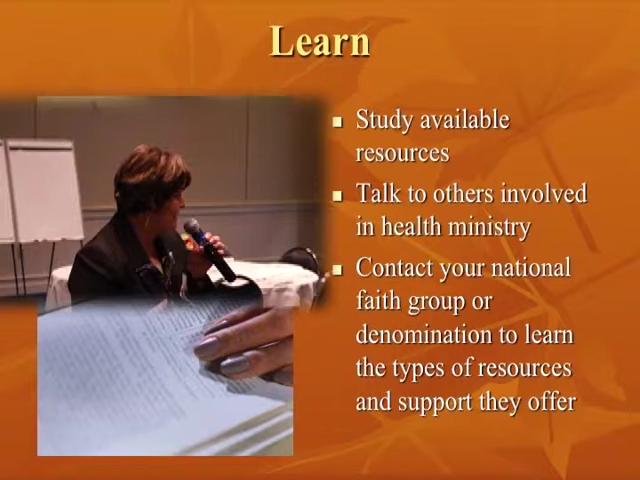 Learn
Study available
resources
Talk to others involved
in health ministry
Contact your national
faith group or
denomination to learn
the types of resources
and support they offer